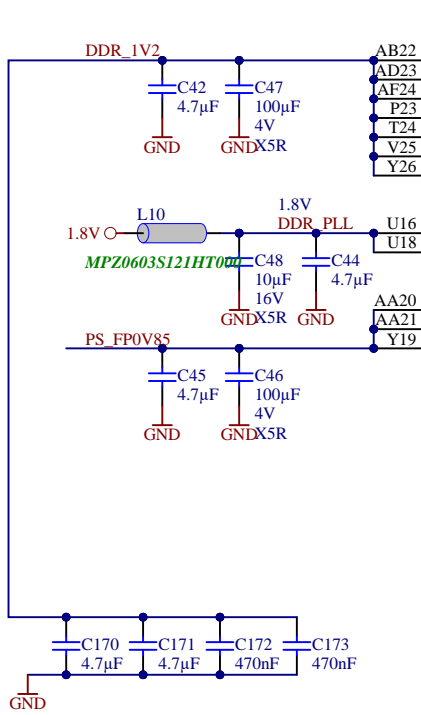 DDR_1V2
AB22
AD23
AF24
P23
T24
V25
Y26
C42
4.7µF
GND
C47
100µF
4V
X5R
GND
1.8V
L10
MPZ0603S121HT000
1.8V
DDR_PLL
U16
U18
C48
10µF
16V
X5R
GND
C44
4.7µF
GND
AA20
AA21
Y19
PS_FP0V85
C45
4.7µF
GND
C46
100µF
4V
X5R
GND
C170
4.7µF
C171
4.7µF
C172
470nF
C173
470nF
GND